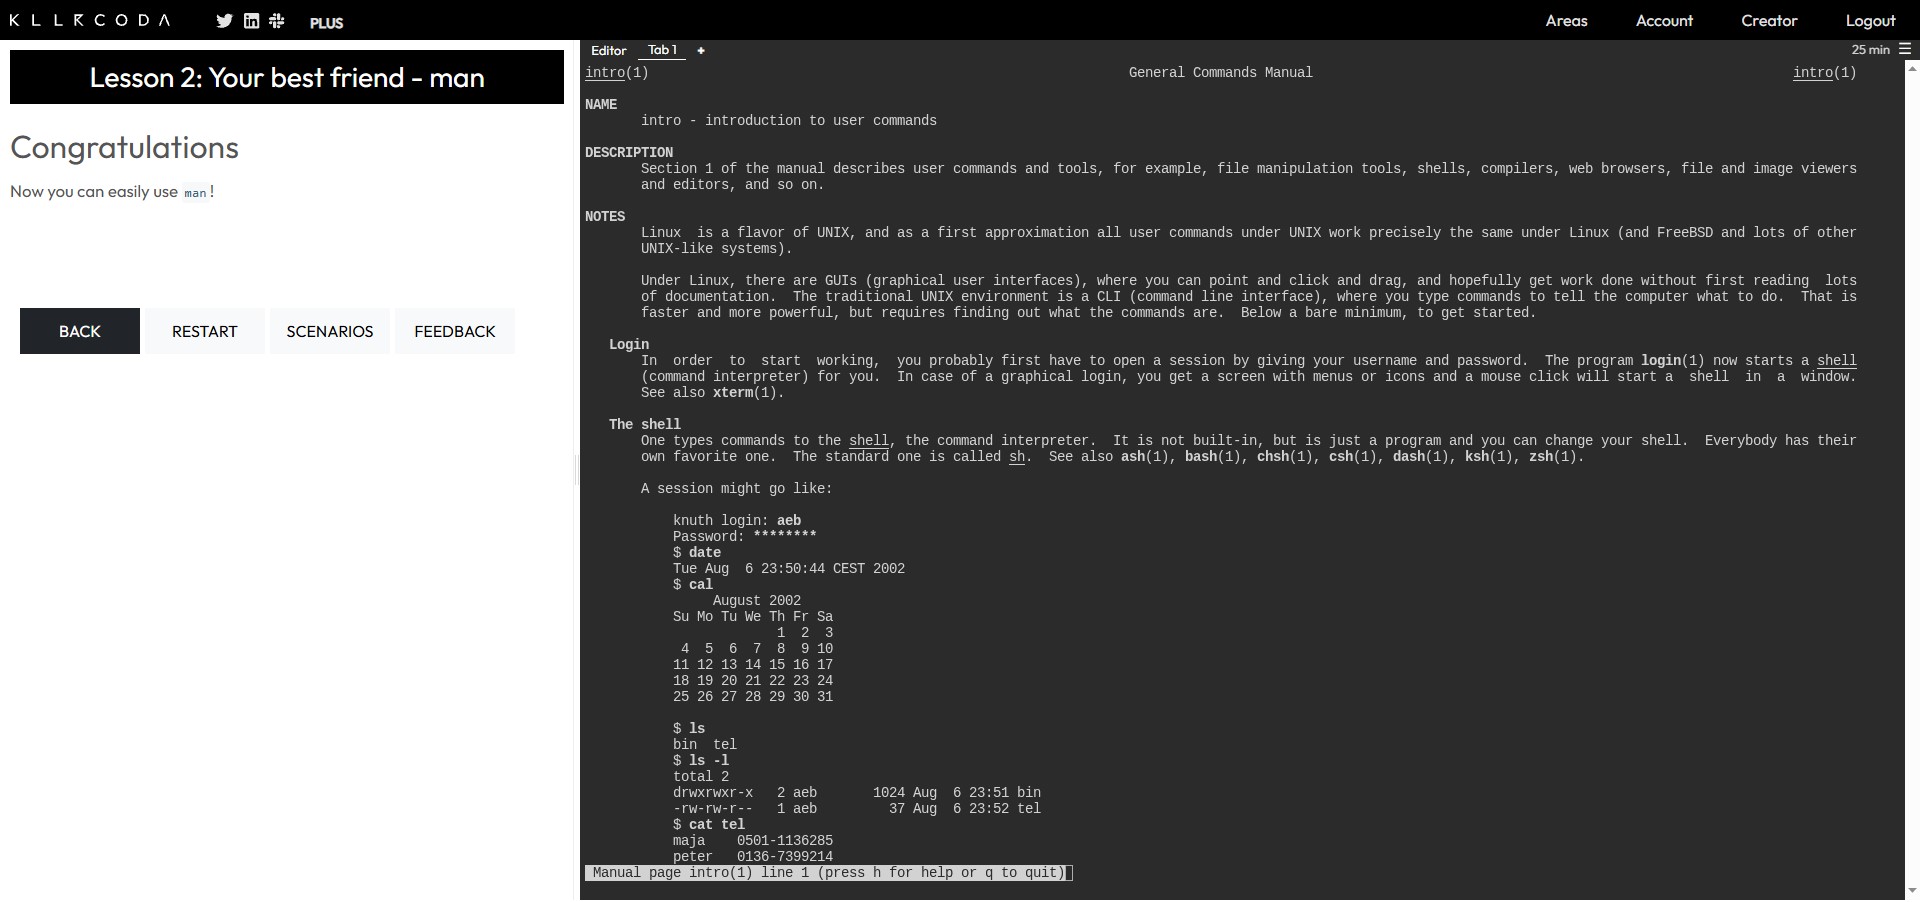 KLLRCODA PLUS Areas Account Creator Logout
Lesson 2: Your best friend - man
Congratulations
Now you can easily use man!
BACK RESTART SCENARIOS FEEDBACK
Editor Tab 1 + 25 min
intro(1) General Commands Manual intro(1)
NAME
intro - introduction to user commands
DESCRIPTION
Section 1 of the manual describes user commands and tools, for example, file manipulation tools, shells, compilers, web browsers, file and image viewers
and editors, and so on.
NOTES
Linux  is a flavor of UNIX, and as a first approximation all user commands under UNIX work precisely the same under Linux (and FreeBSD and lots of other
UNIX-like systems).
Under Linux, there are GUIs (graphical user interfaces), where you can point and click and drag, and hopefully get work done without first reading  lots
of documentation.  The traditional UNIX environment is a CLI (command line interface), where you type commands to tell the computer what to do.  That is
faster and more powerful, but requires finding out what the commands are.  Below a bare minimum, to get started.
Login
In  order  to  start  working,  you probably first have to open a session by giving your username and password.  The program login(1) now starts a shell
(command interpreter) for you.  In case of a graphical login, you get a screen with menus or icons and a mouse click will start a  shell  in  a  window.
See also xterm(1).
The shell
One types commands to the shell, the command interpreter.  It is not built-in, but is just a program and you can change your shell.  Everybody has their
own favorite one.  The standard one is called sh.  See also ash(1), bash(1), chsh(1), csh(1), dash(1), ksh(1), zsh(1).
A session might go like:
knuth login: aeb
Password: ********
$ date
Tue Aug  6 23:50:44 CEST 2002
$ cal
August 2002
Su Mo Tu We Th Fr Sa
1  2  3
4  5  6  7  8  9 10
11 12 13 14 15 16 17
18 19 20 21 22 23 24
25 26 27 28 29 30 31
$ ls
bin  tel
$ ls -l
total 2
drwxrwxr-x   2 aeb       1024 Aug  6 23:51 bin
-rw-rw-r--   1 aeb         37 Aug  6 23:52 tel
$ cat tel
maja    0501-1136285
peter   0136-7399214
Manual page intro(1) line 1 (press h for help or q to quit)